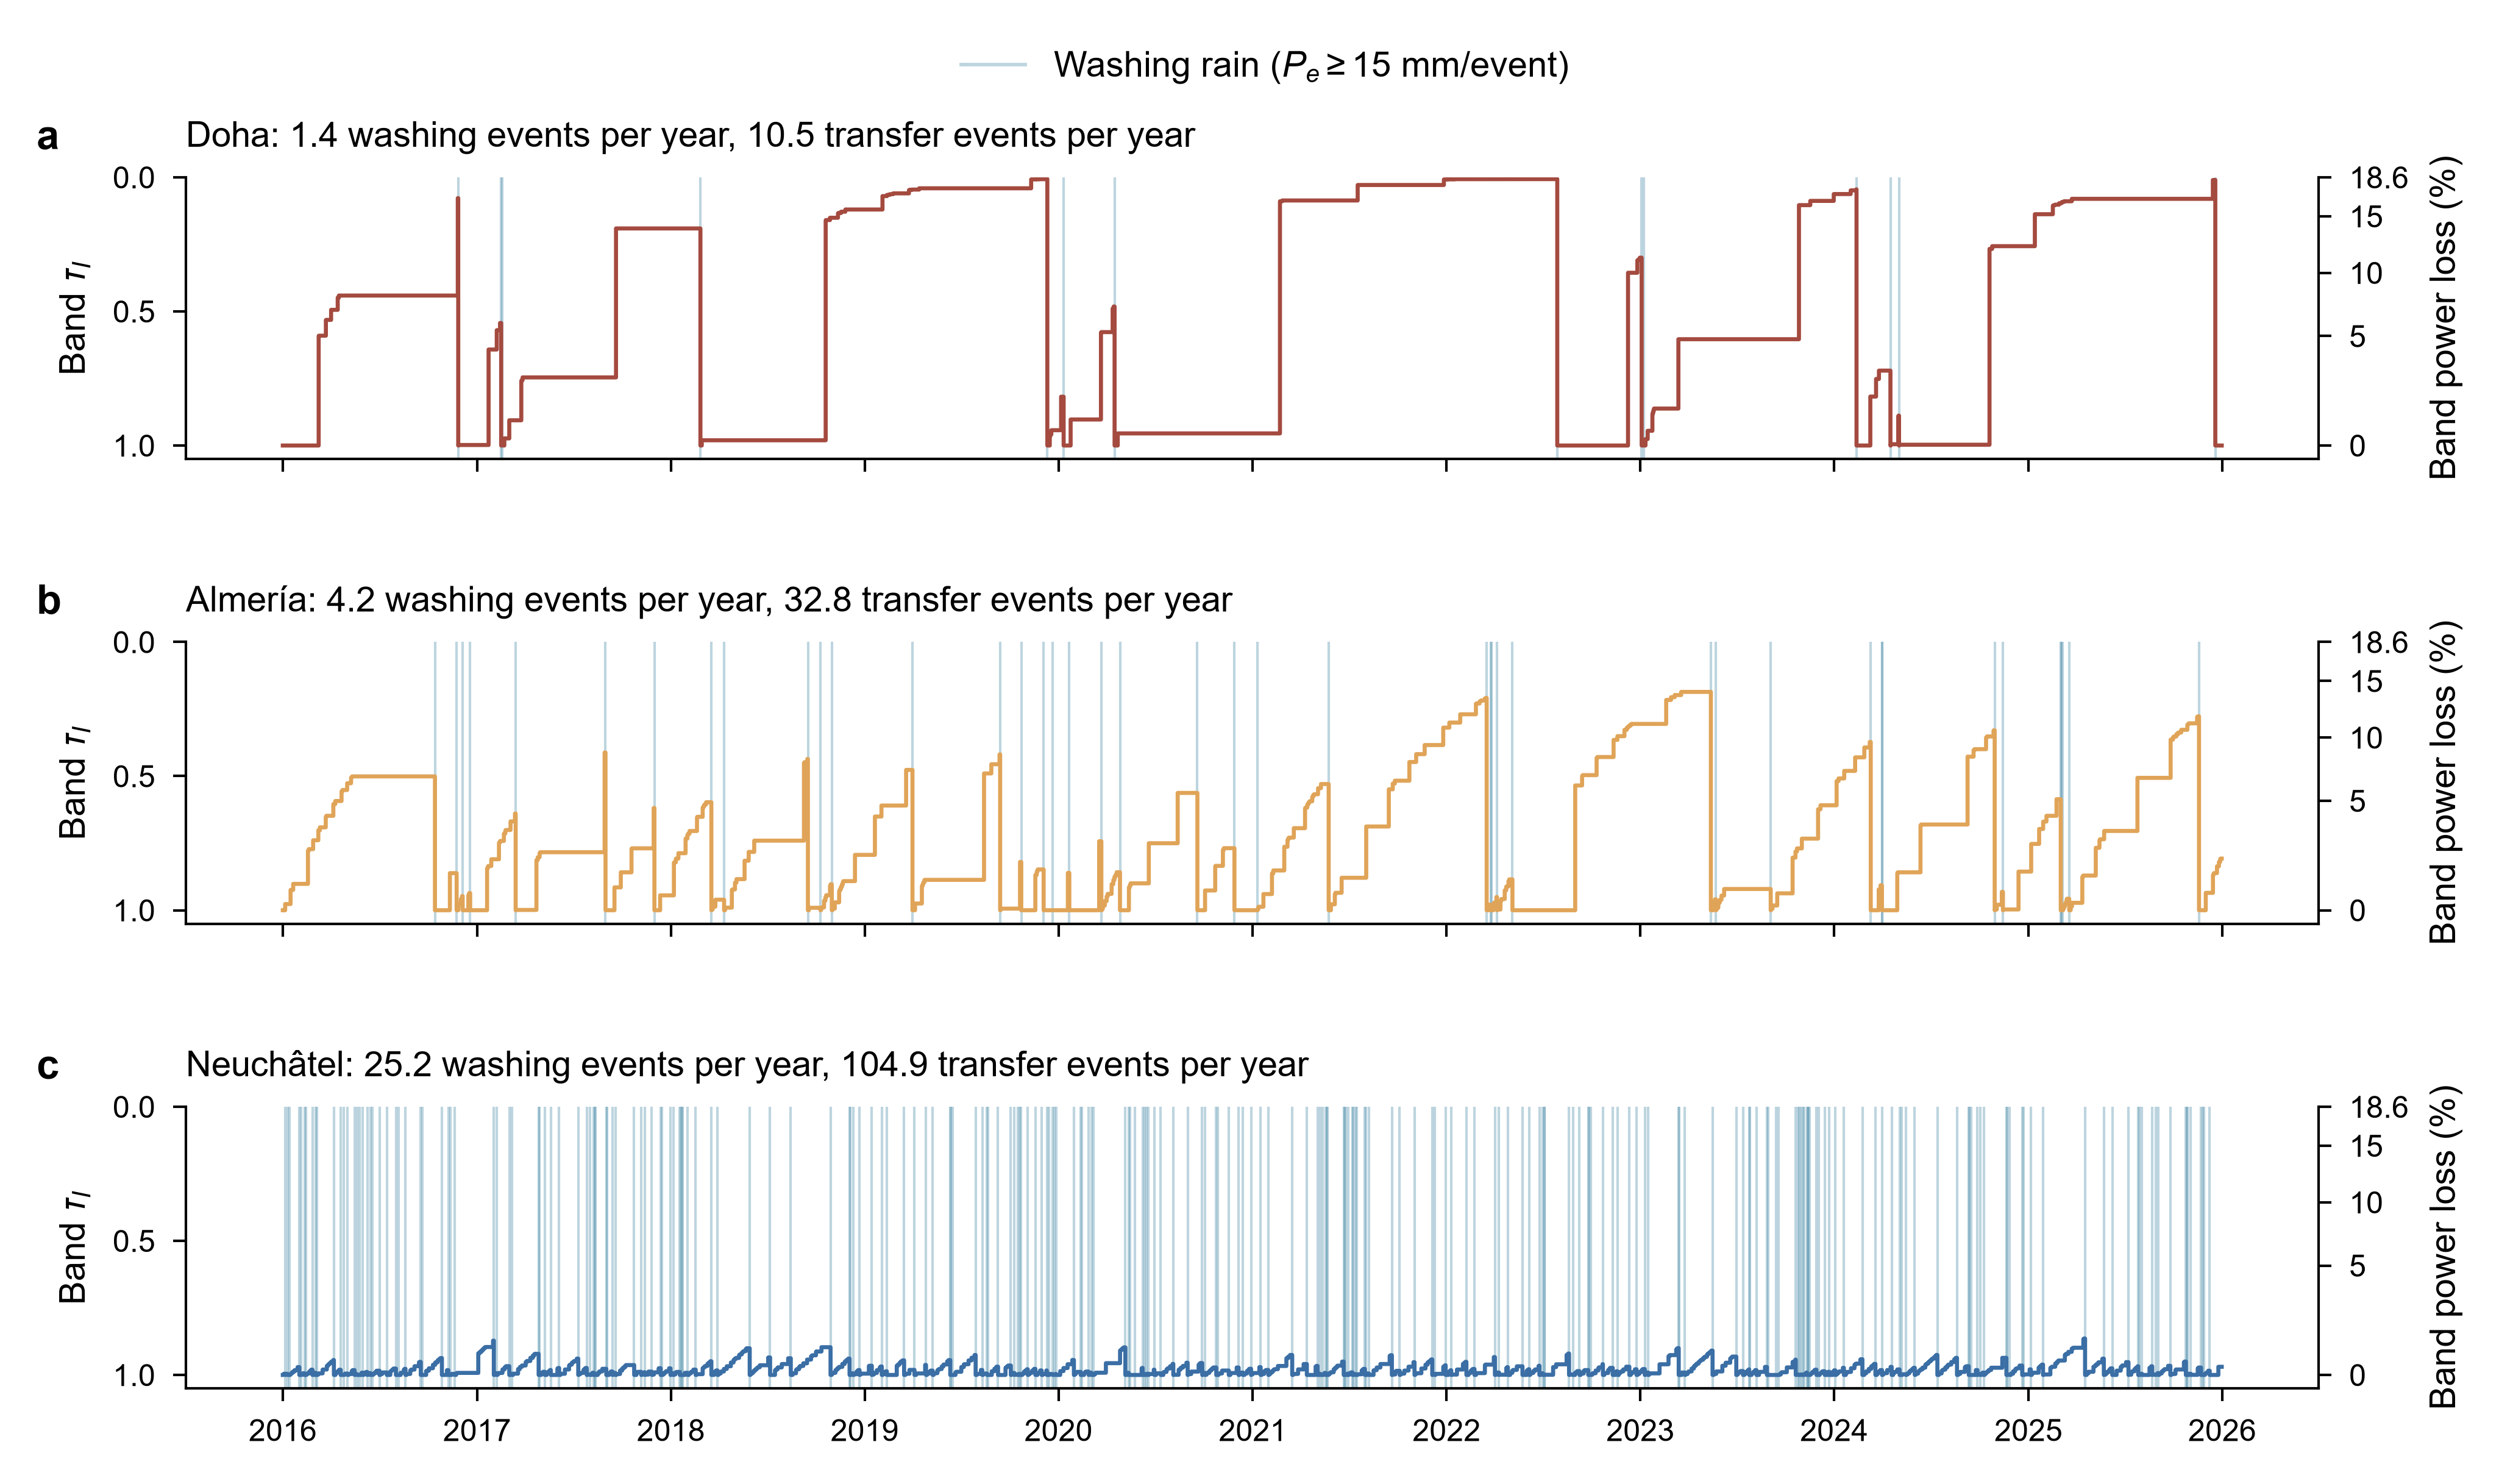 Washing rain (Pe ≥ 15 mm/event)
a
Doha: 1.4 washing events per year, 10.5 transfer events per year
0.0
0.5
1.0
Band τl
18.6
15
10
5
0
Band power loss (%)
b
Almería: 4.2 washing events per year, 32.8 transfer events per year
0.0
0.5
1.0
Band τl
18.6
15
10
5
0
Band power loss (%)
c
Neuchâtel: 25.2 washing events per year, 104.9 transfer events per year
0.0
0.5
1.0
Band τl
18.6
15
10
5
0
Band power loss (%)
2016 2017 2018 2019 2020 2021 2022 2023 2024 2025 2026